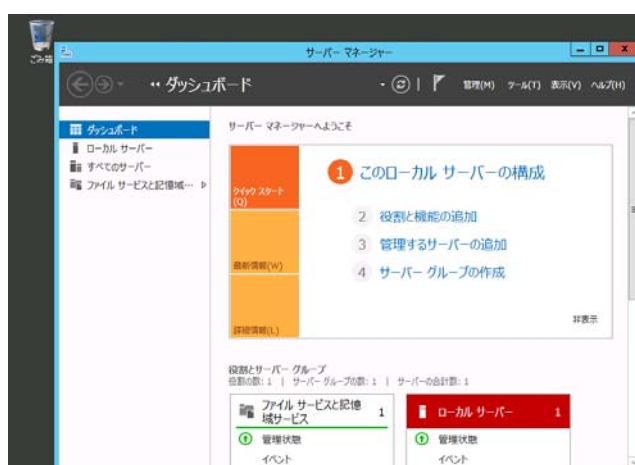 ごみ箱
サーバー マネージャー
ダッシュボード
管理(M) ツール(T) 表示(V) ヘルプ(H)
ダッシュボード
ローカル サーバー
すべてのサーバー
ファイル サービスと記憶域…
サーバー マネージャーへようこそ
クイック スタート(Q)
最新情報(W)
詳細情報(L)
1 このローカル サーバーの構成
2 役割と機能の追加
3 管理するサーバーの追加
4 サーバー グループの作成
非表示
役割とサーバー グループ
役割の数: 1 | サーバー グループの数: 1 | サーバーの合計数: 1
ファイル サービスと記憶
域サービス
1
管理状態
イベント
ローカル サーバー 1
管理状態
イベント